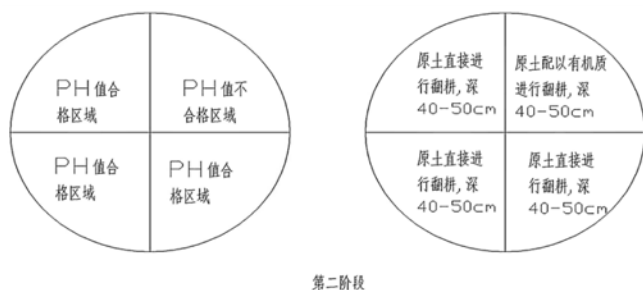 PH值合
格区域
PH值不
合格区域
PH值合
格区域
PH值合
格区域
原土直接进
行翻耕,深
40-50cm
原土配以有机质
进行翻耕,深
40-50cm
原土直接进
行翻耕,深
40-50cm
原土直接进
行翻耕,深
40-50cm
第二阶段